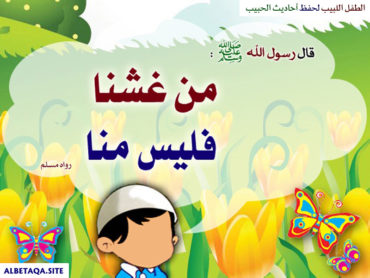 الطفل اللبيب لحفظ أحاديث الحبيب
قال رسول الله ﷺ :
من غشنا
فليس منا
رواه مسلم
ALBETAQA.SITE